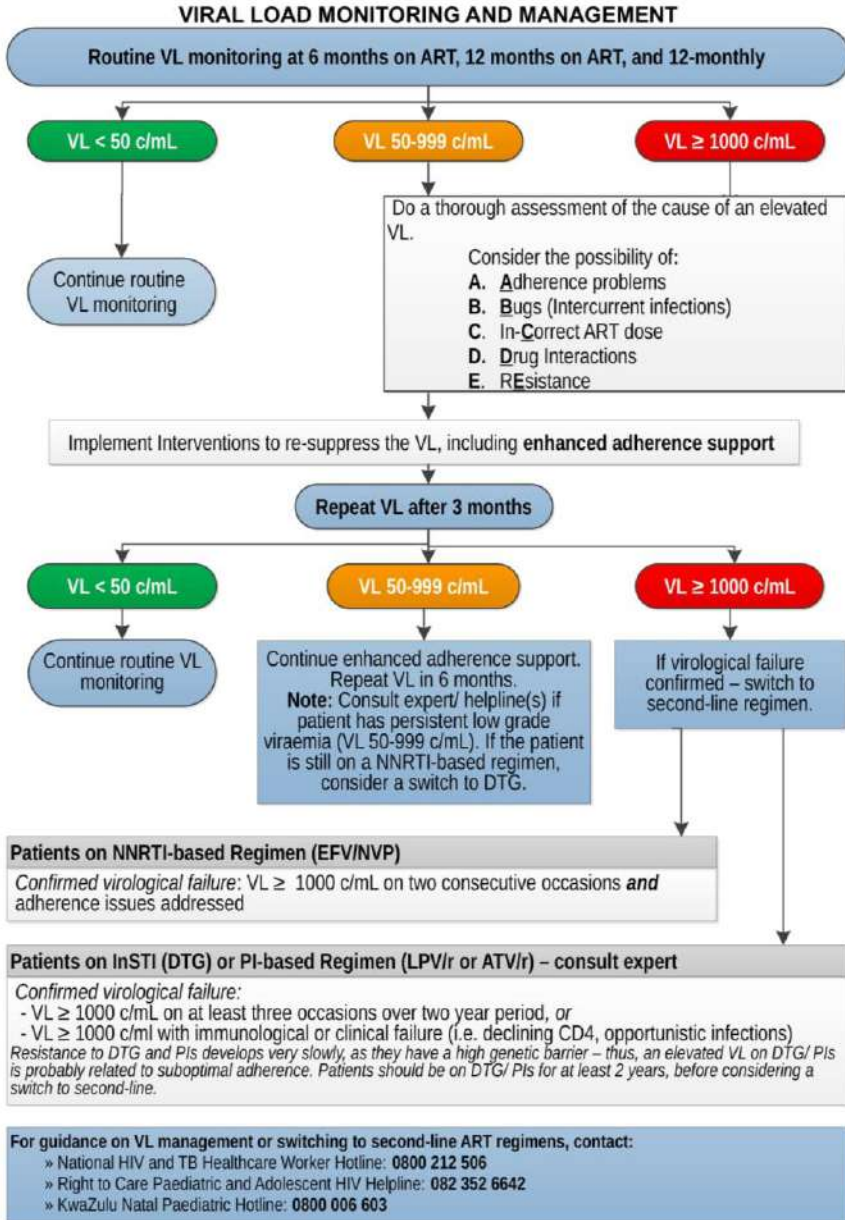 VIRAL LOAD MONITORING AND MANAGEMENT
Routine VL monitoring at 6 months on ART, 12 months on ART, and 12-monthly
VL < 50 c/mL
VL 50-999 c/mL
VL ≥ 1000 c/mL
Continue routine
VL monitoring
Do a thorough assessment of the cause of an elevated
VL.
Consider the possibility of:
A. Adherence problems
B. Bugs (Intercurrent infections)
C. In-Correct ART dose
D. Drug Interactions
E. REsistance
Implement Interventions to re-suppress the VL, including enhanced adherence support
Repeat VL after 3 months
VL < 50 c/mL
VL 50-999 c/mL
VL ≥ 1000 c/mL
Continue routine VL
monitoring
Continue enhanced adherence support.
Repeat VL in 6 months.
Note: Consult expert/ helpline(s) if
patient has persistent low grade
viraemia (VL 50-999 c/mL). If the patient
is still on a NNRTI-based regimen,
consider a switch to DTG.
If virological failure
confirmed – switch to
second-line regimen.
Patients on NNRTI-based Regimen (EFV/NVP)
Confirmed virological failure: VL ≥ 1000 c/mL on two consecutive occasions and
adherence issues addressed
Patients on InSTI (DTG) or PI-based Regimen (LPV/r or ATV/r) – consult expert
Confirmed virological failure:
- VL ≥ 1000 c/mL on at least three occasions over two year period, or
- VL ≥ 1000 c/ml with immunological or clinical failure (i.e. declining CD4, opportunistic infections)
Resistance to DTG and PIs develops very slowly, as they have a high genetic barrier – thus, an elevated VL on DTG/ PIs
is probably related to suboptimal adherence. Patients should be on DTG/ PIs for at least 2 years, before considering a
switch to second-line.
For guidance on VL management or switching to second-line ART regimens, contact:
» National HIV and TB Healthcare Worker Hotline: 0800 212 506
» Right to Care Paediatric and Adolescent HIV Helpline: 082 352 6642
» KwaZulu Natal Paediatric Hotline: 0800 006 603